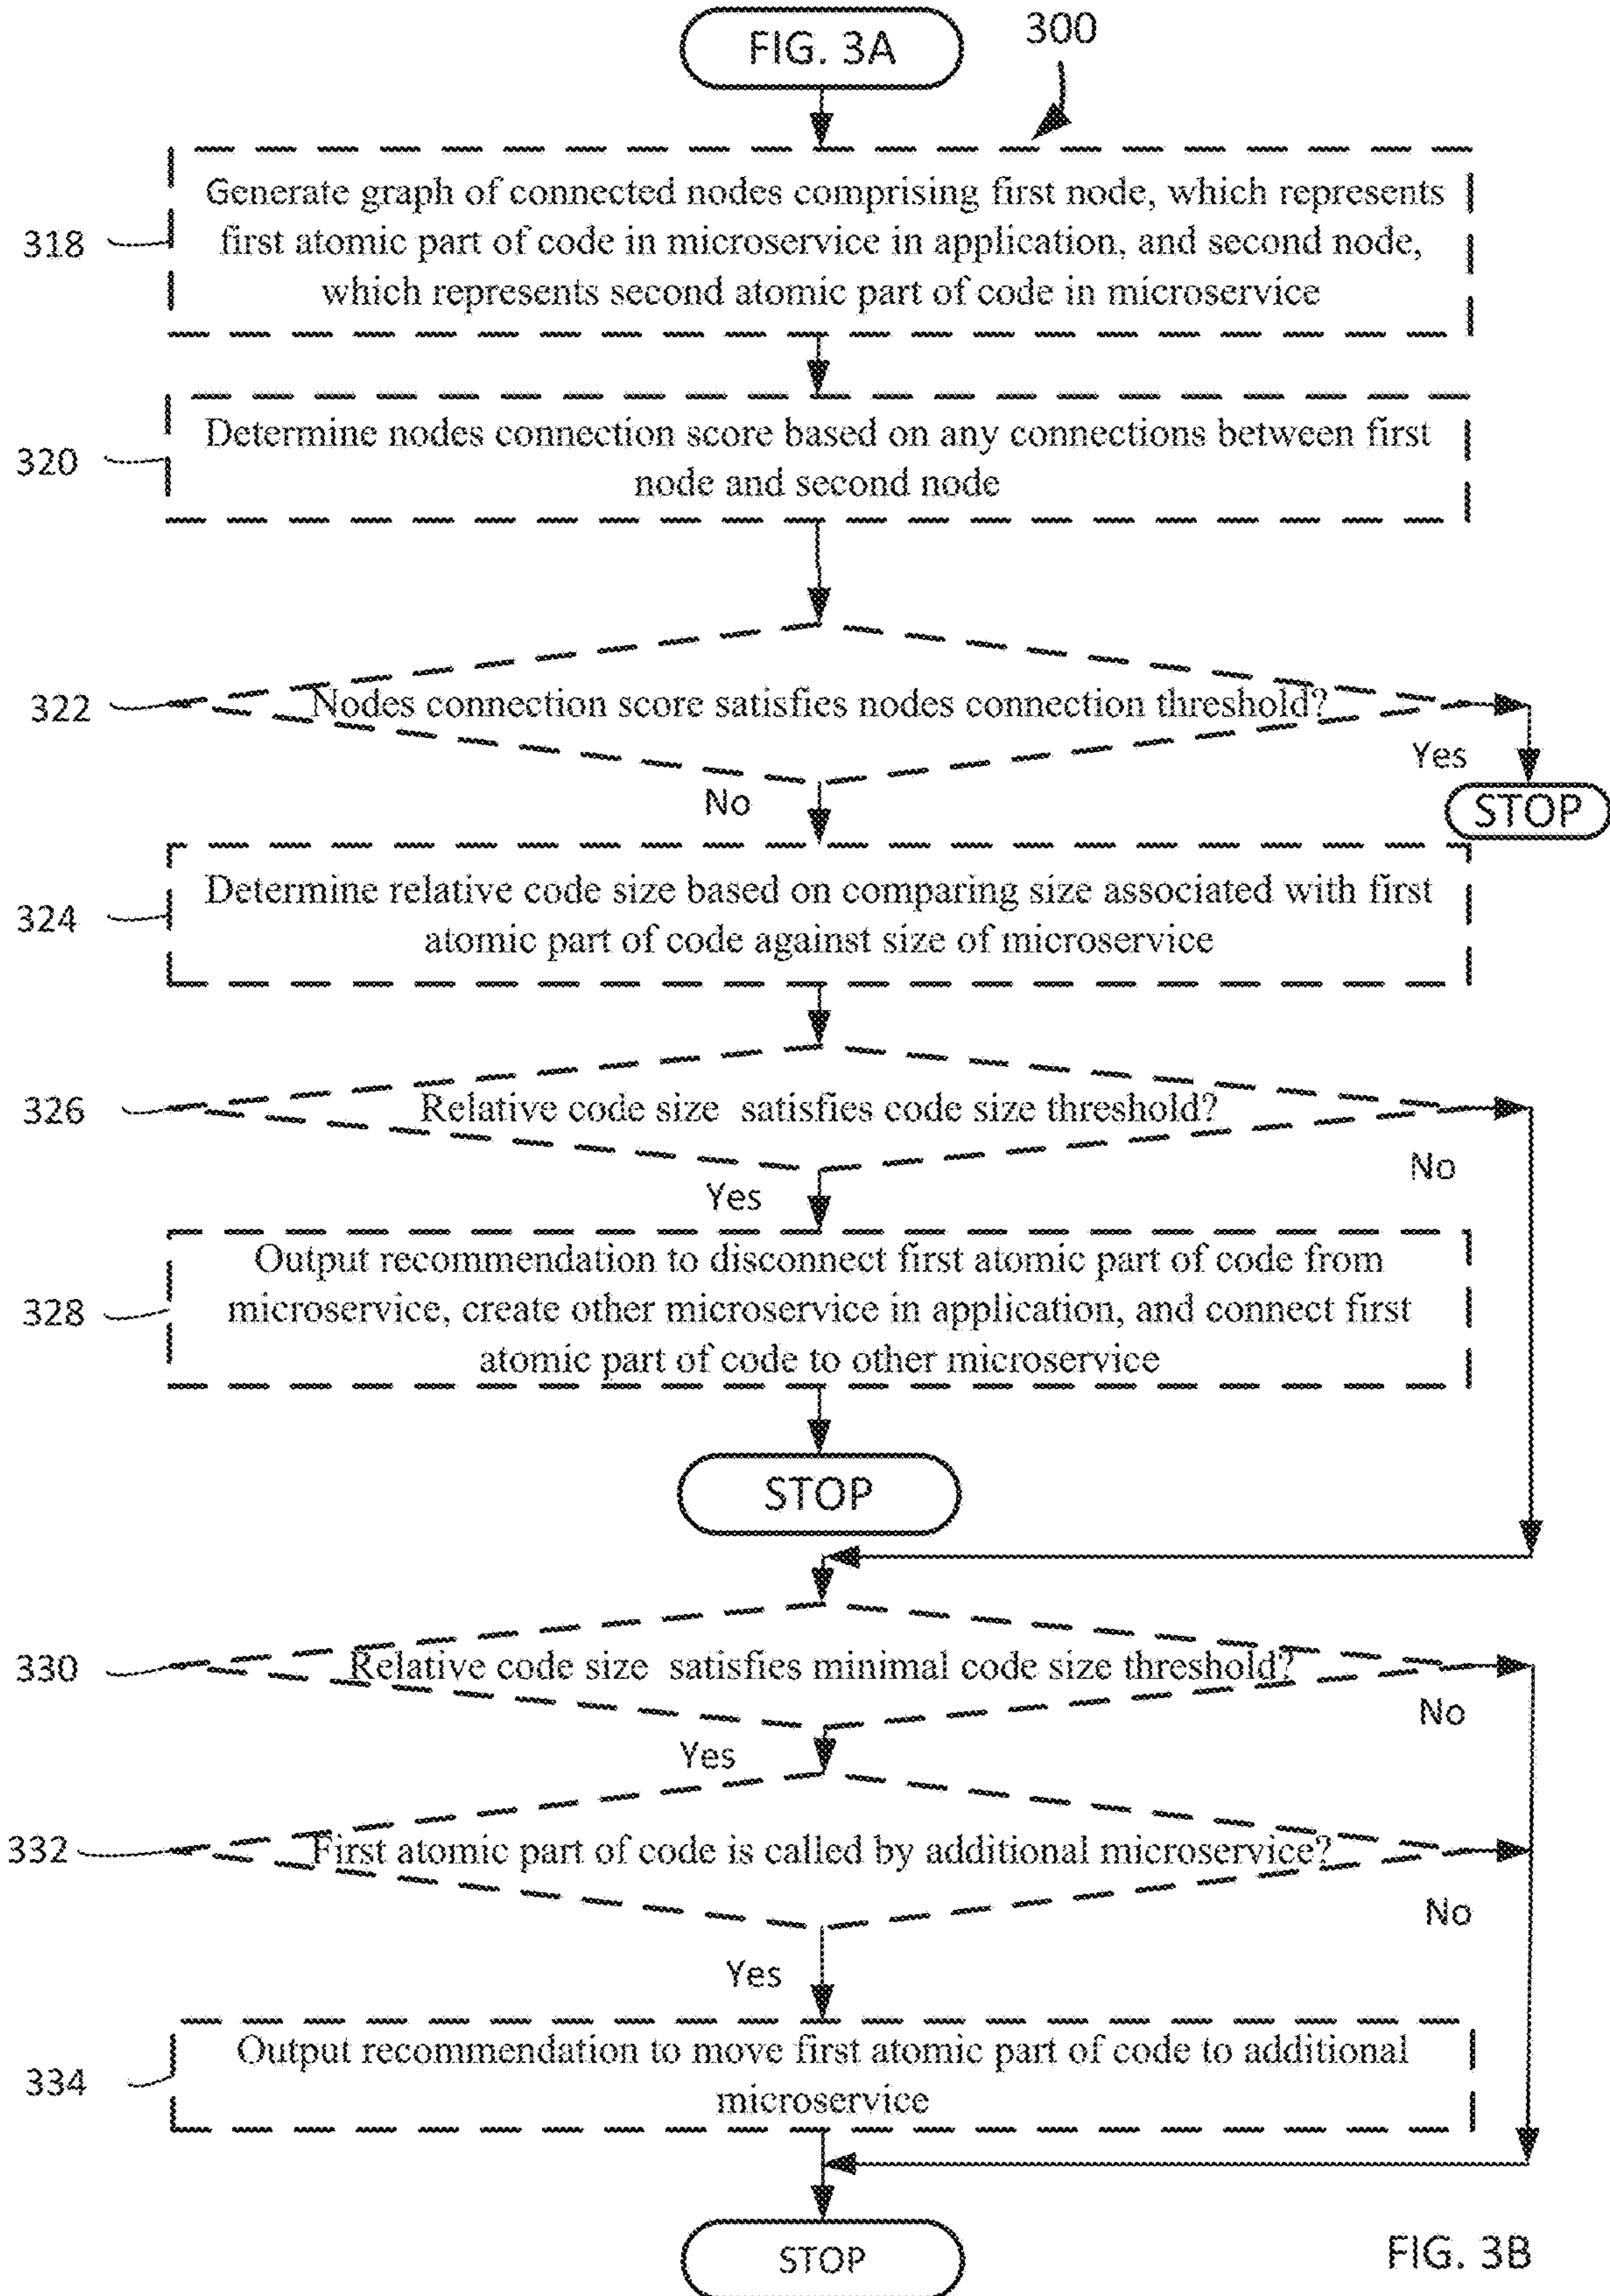 FIG. 3A
300
318
Generate graph of connected nodes comprising first node, which represents
first atomic part of code in microservice in application, and second node,
which represents second atomic part of code in microservice
320
Determine nodes connection score based on any connections between first
node and second node
322
Nodes connection score satisfies nodes connection threshold?
Yes
STOP
No
324
Determine relative code size based on comparing size associated with first
atomic part of code against size of microservice
326
Relative code size satisfies code size threshold?
No
Yes
328
Output recommendation to disconnect first atomic part of code from
microservice, create other microservice in application, and connect first
atomic part of code to other microservice
STOP
330
Relative code size satisfies minimal code size threshold?
No
Yes
332
First atomic part of code is called by additional microservice?
No
Yes
334
Output recommendation to move first atomic part of code to additional
microservice
STOP
FIG. 3B